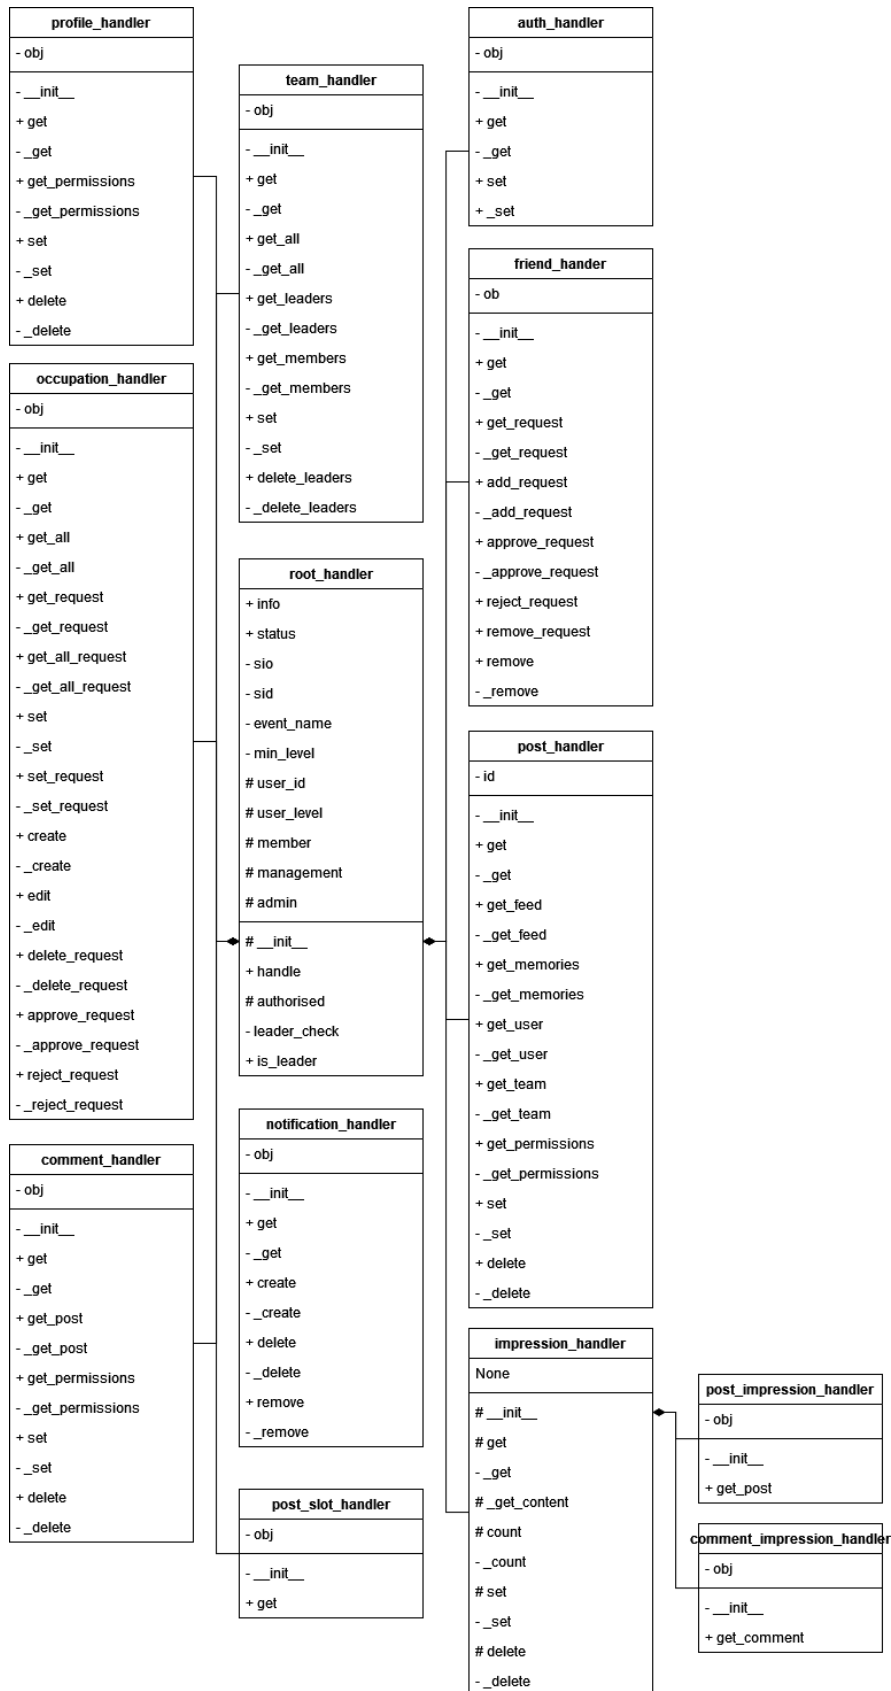 profile_handler
- obj
- __init__
+ get
- _get
+ get_permissions
- _get_permissions
+ set
- _set
+ delete
- _delete
occupation_handler
- obj
- __init__
+ get
- _get
+ get_all
- _get_all
+ get_request
- _get_request
+ get_all_request
- _get_all_request
+ set
- _set
+ set_request
- _set_request
+ create
- _create
+ edit
- _edit
+ delete_request
- _delete_request
+ approve_request
- _approve_request
+ reject_request
- _reject_request
comment_handler
- obj
- __init__
+ get
- _get
+ get_post
- _get_post
+ get_permissions
- _get_permissions
+ set
- _set
+ delete
- _delete
team_handler
- obj
- __init__
+ get
- _get
+ get_all
- _get_all
+ get_leaders
- _get_leaders
+ get_members
- _get_members
+ set
- _set
+ delete_leaders
- _delete_leaders
root_handler
+ info
+ status
- sio
- sid
- event_name
- min_level
# user_id
# user_level
# member
# management
# admin
# __init__
+ handle
# authorised
- leader_check
+ is_leader
notification_handler
- obj
- __init__
+ get
- _get
+ create
- _create
+ delete
- _delete
+ remove
- _remove
post_slot_handler
- obj
- __init__
+ get
auth_handler
- obj
- __init__
+ get
- _get
+ set
+ _set
friend_hander
- ob
- __init__
+ get
- _get
+ get_request
- _get_request
+ add_request
- _add_request
+ approve_request
- _approve_request
+ reject_request
+ remove_request
+ remove
- _remove
post_handler
- id
- __init__
+ get
- _get
+ get_feed
- _get_feed
+ get_memories
- _get_memories
+ get_user
- _get_user
+ get_team
- _get_team
+ get_permissions
- _get_permissions
+ set
- _set
+ delete
- _delete
impression_handler
None
# __init__
# get
- _get
# _get_content
# count
- _count
# set
- _set
# delete
- _delete
post_impression_handler
- obj
- __init__
+ get_post
comment_impression_handler
- obj
- __init__
+ get_comment